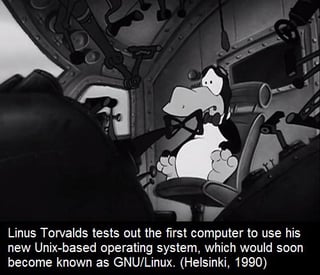 Linus Torvalds tests out the first computer to use his
new Unix-based operating system, which would soon
become known as GNU/Linux. (Helsinki, 1990)